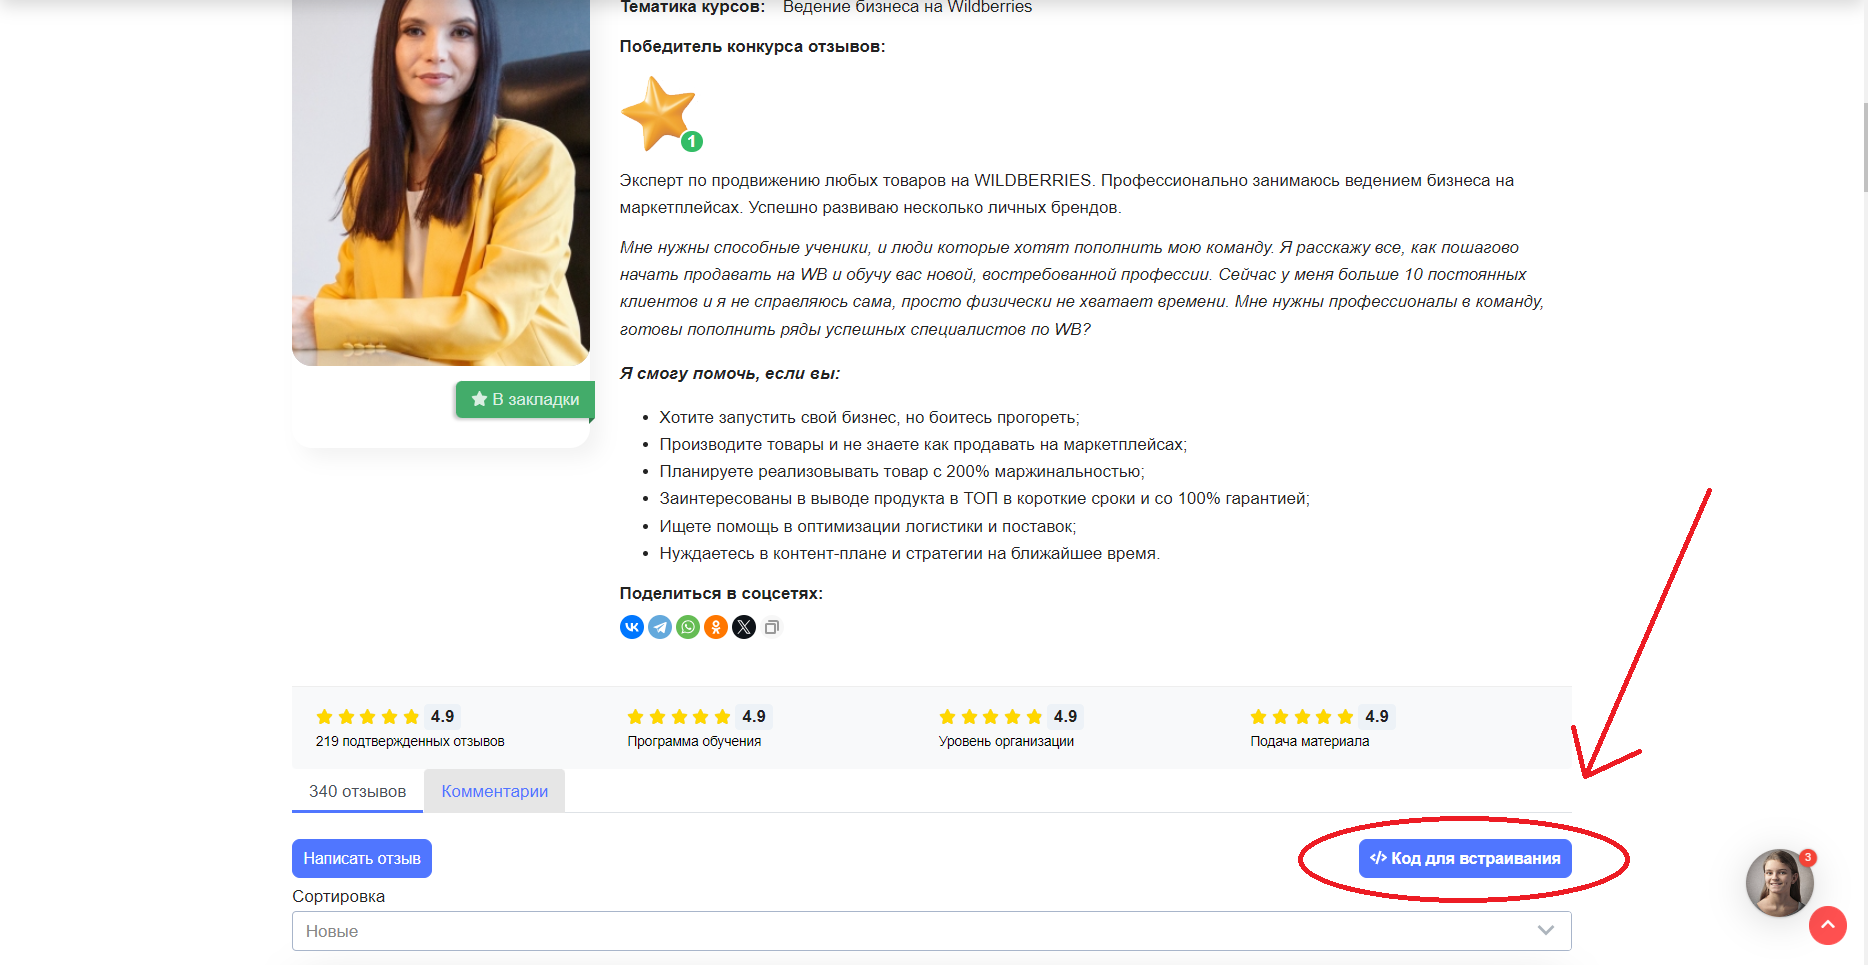 Тематика курсов: Ведение бизнеса на Wildberries
Победитель конкурса отзывов:
1
Эксперт по продвижению любых товаров на WILDBERRIES. Профессионально занимаюсь ведением бизнеса на
маркетплейсах. Успешно развиваю несколько личных брендов.
Мне нужны способные ученики, и люди которые хотят пополнить мою команду. Я расскажу все, как пошагово
начать продавать на WB и обучу вас новой, востребованной профессии. Сейчас у меня больше 10 постоянных
клиентов и я не справляюсь сама, просто физически не хватает времени. Мне нужны профессионалы в команду,
готовы пополнить ряды успешных специалистов по WB?
В закладки
Я смогу помочь, если вы:
• Хотите запустить свой бизнес, но боитесь прогореть;
• Производите товары и не знаете как продавать на маркетплейсах;
• Планируете реализовывать товар с 200% маржинальностью;
• Заинтересованы в выводе продукта в ТОП в короткие сроки и со 100% гарантией;
• Ищете помощь в оптимизации логистики и поставок;
• Нуждаетесь в контент-плане и стратегии на ближайшее время.
Поделиться в соцсетях:
4.9 4.9 4.9 4.9
219 подтвержденных отзывов Программа обучения Уровень организации Подача материала
340 отзывов Комментарии
Написать отзыв </> Код для встраивания
3
Сортировка
Новые